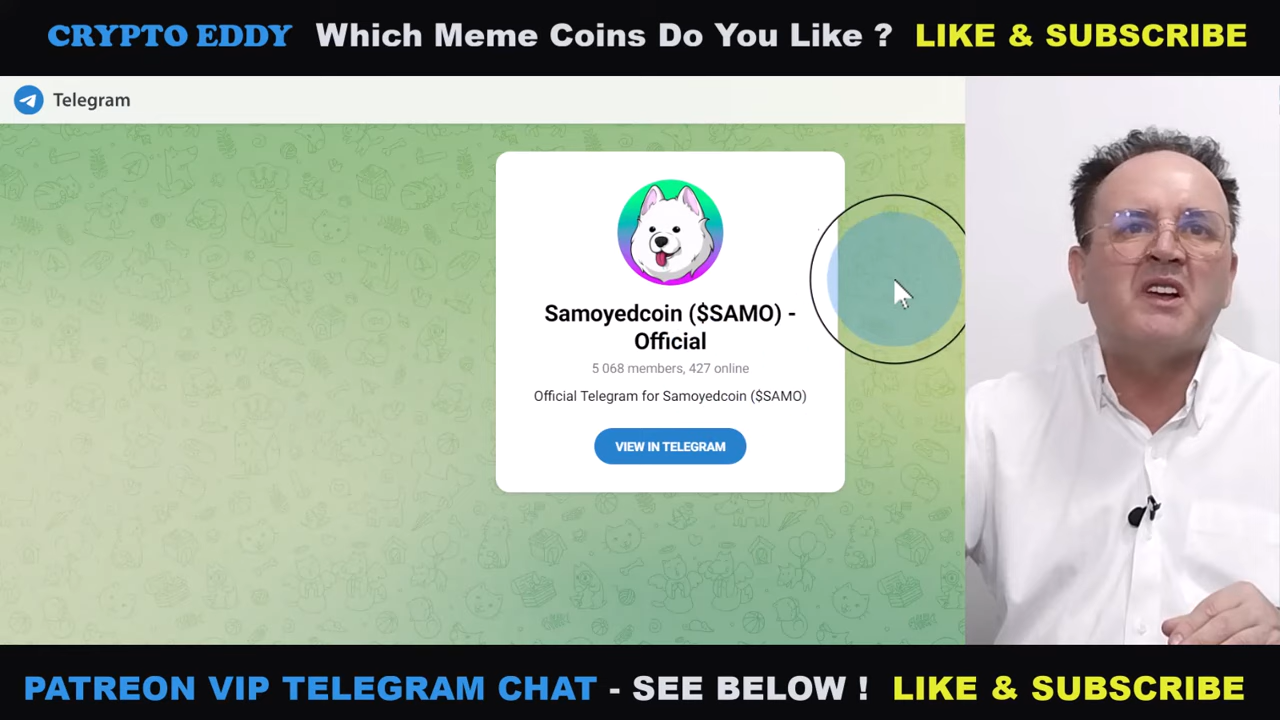 CRYPTO EDDY Which Meme Coins Do You Like ? LIKE & SUBSCRIBE
Telegram
Samoyedcoin ($SAMO) -
Official
5 068 members, 427 online
Official Telegram for Samoyedcoin ($SAMO)
VIEW IN TELEGRAM
PATREON VIP TELEGRAM CHAT - SEE BELOW ! LIKE & SUBSCRIBE